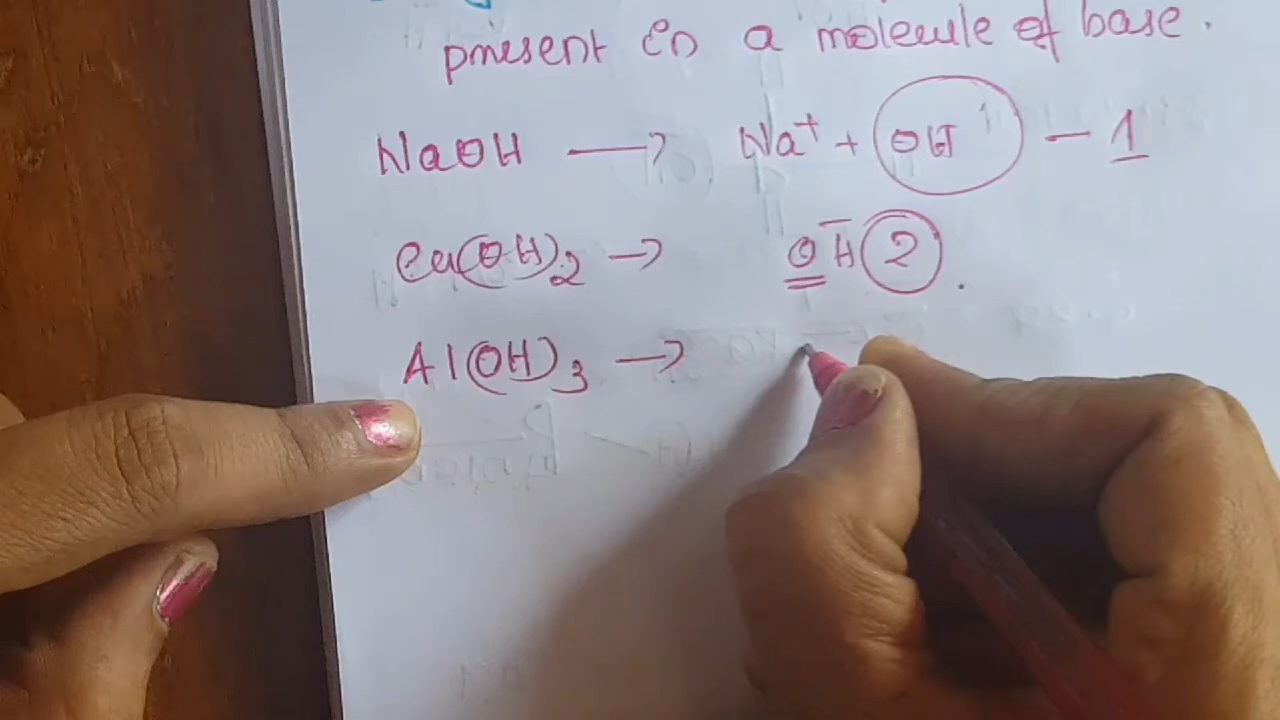 present in a molecule of base.
NaOH → Na⁺ + OH⁻ — 1
Ca(OH)₂ → OH⁻ 2
Al(OH)₃ →